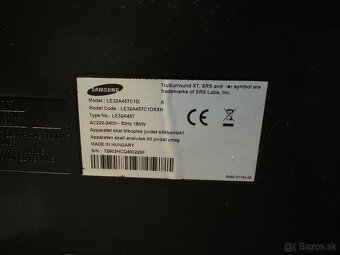 SAMSUNG
Model : LE32A457C1D A
Model Code : LE32A457C1DXXH
Type No.: LE32A457
AC220-240V~ 50Hz 180W
Apparatet skal tilkoples jordet stikkontakt
Apparaten skall anslutas till jordat uttag
MADE IN HUNGARY
S/N :
TruSurround XT, SRS and symbol are
trademarks of SRS Labs, Inc.
CE
bazos.sk